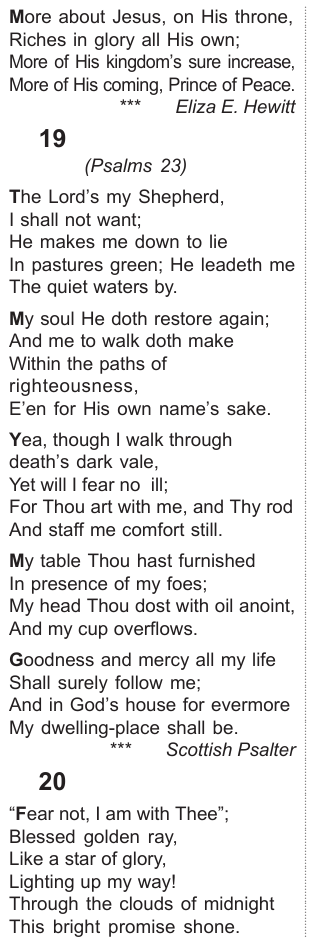 More about Jesus, on His throne,
Riches in glory all His own;
More of His kingdom's sure increase,
More of His coming, Prince of Peace.
*** Eliza E. Hewitt
19
(Psalms 23)
The Lord's my Shepherd,
I shall not want;
He makes me down to lie
In pastures green; He leadeth me
The quiet waters by.
My soul He doth restore again;
And me to walk doth make
Within the paths of
righteousness,
E'en for His own name's sake.
Yea, though I walk through
death's dark vale,
Yet will I fear no ill;
For Thou art with me, and Thy rod
And staff me comfort still.
My table Thou hast furnished
In presence of my foes;
My head Thou dost with oil anoint,
And my cup overflows.
Goodness and mercy all my life
Shall surely follow me;
And in God's house for evermore
My dwelling-place shall be.
*** Scottish Psalter
20
“Fear not, I am with Thee”;
Blessed golden ray,
Like a star of glory,
Lighting up my way!
Through the clouds of midnight
This bright promise shone.